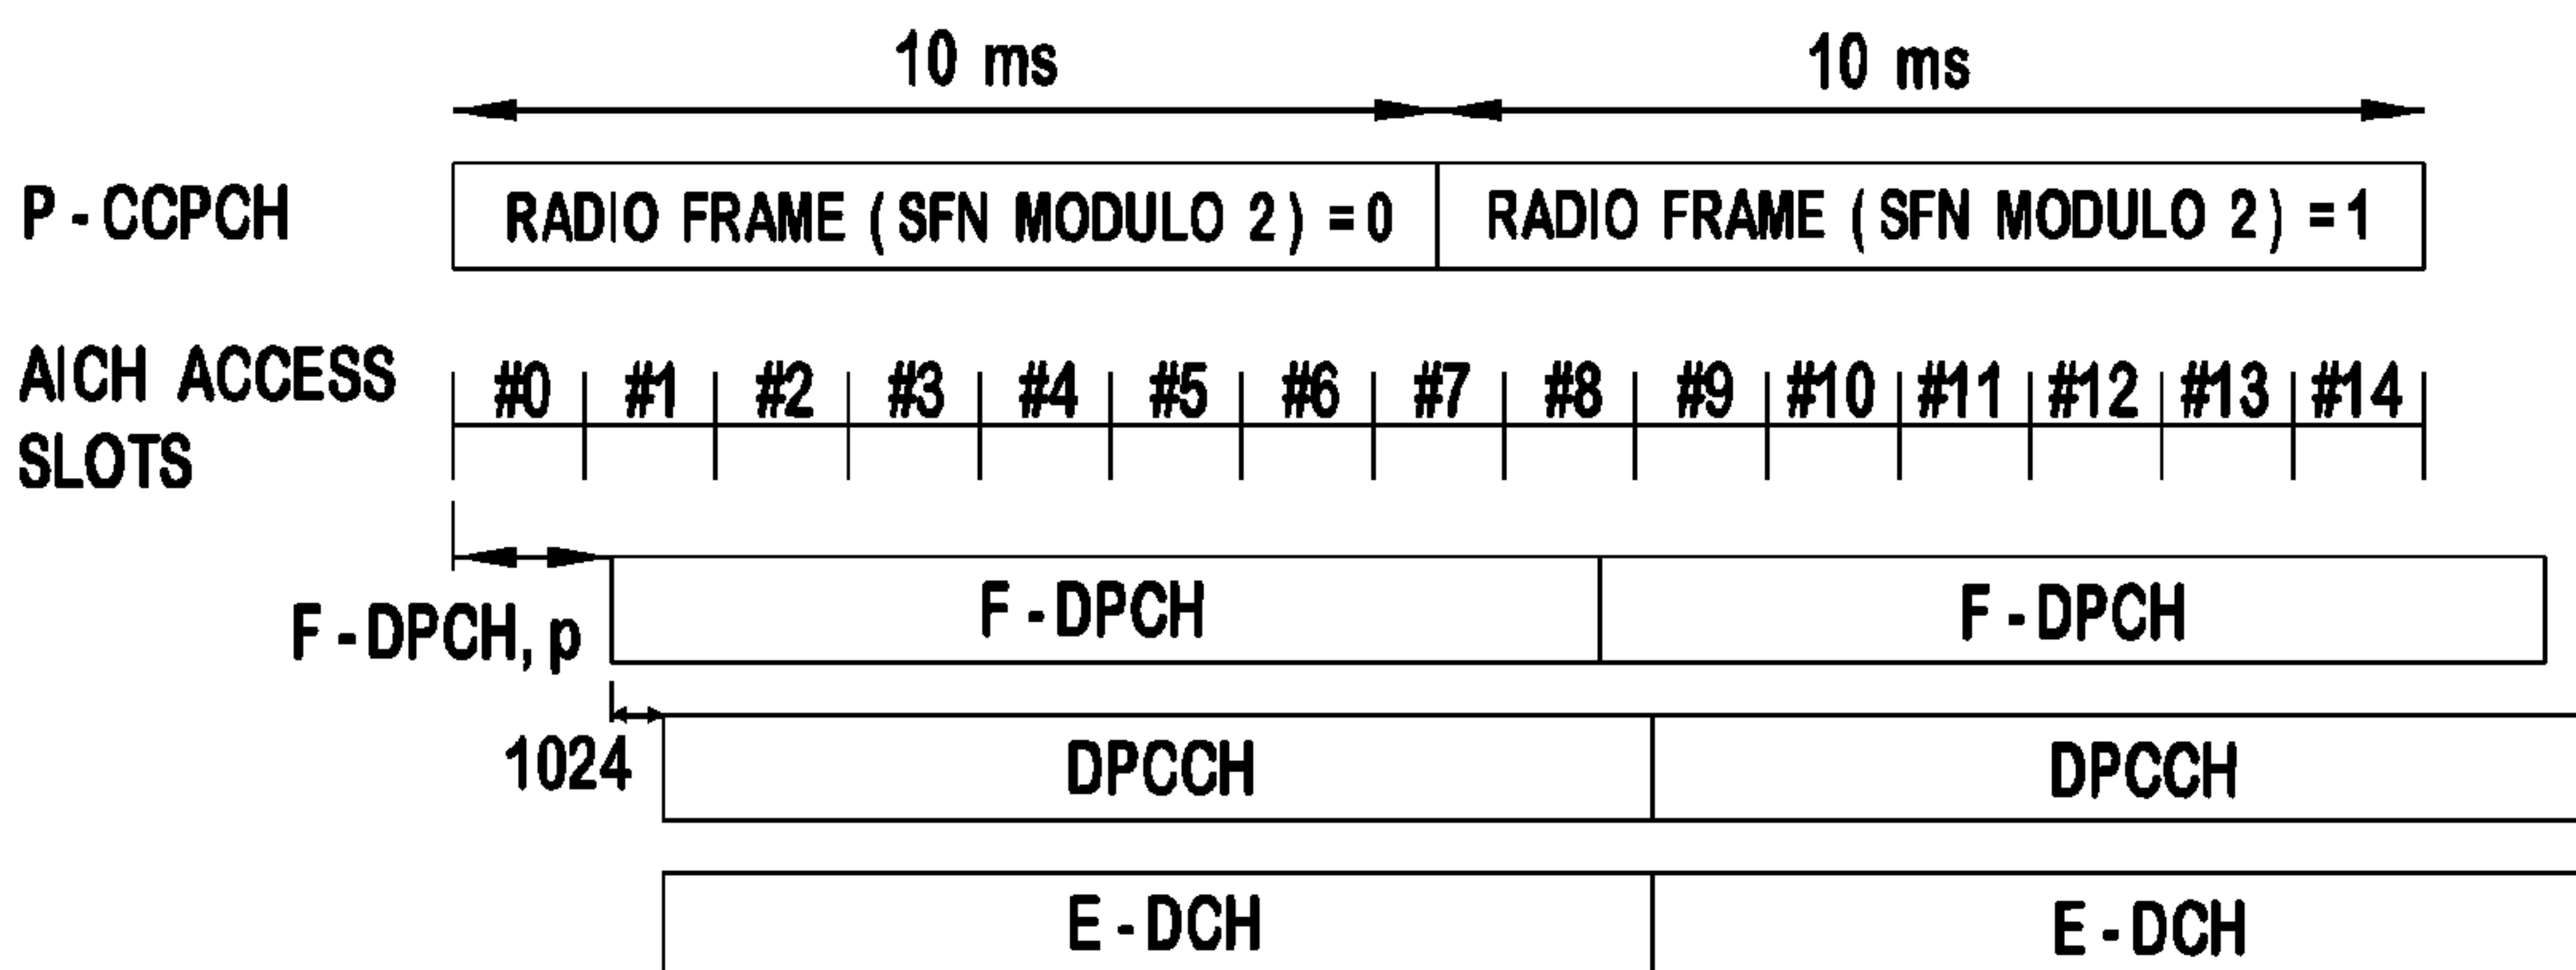 10 ms 10 ms
P - CCPCH RADIO FRAME ( SFN MODULO 2 ) = 0 RADIO FRAME ( SFN MODULO 2 ) = 1
AICH ACCESS
SLOTS
#0 #1 #2 #3 #4 #5 #6 #7 #8 #9 #10 #11 #12 #13 #14
F - DPCH, p
F - DPCH F - DPCH
1024
DPCCH DPCCH
E - DCH E - DCH